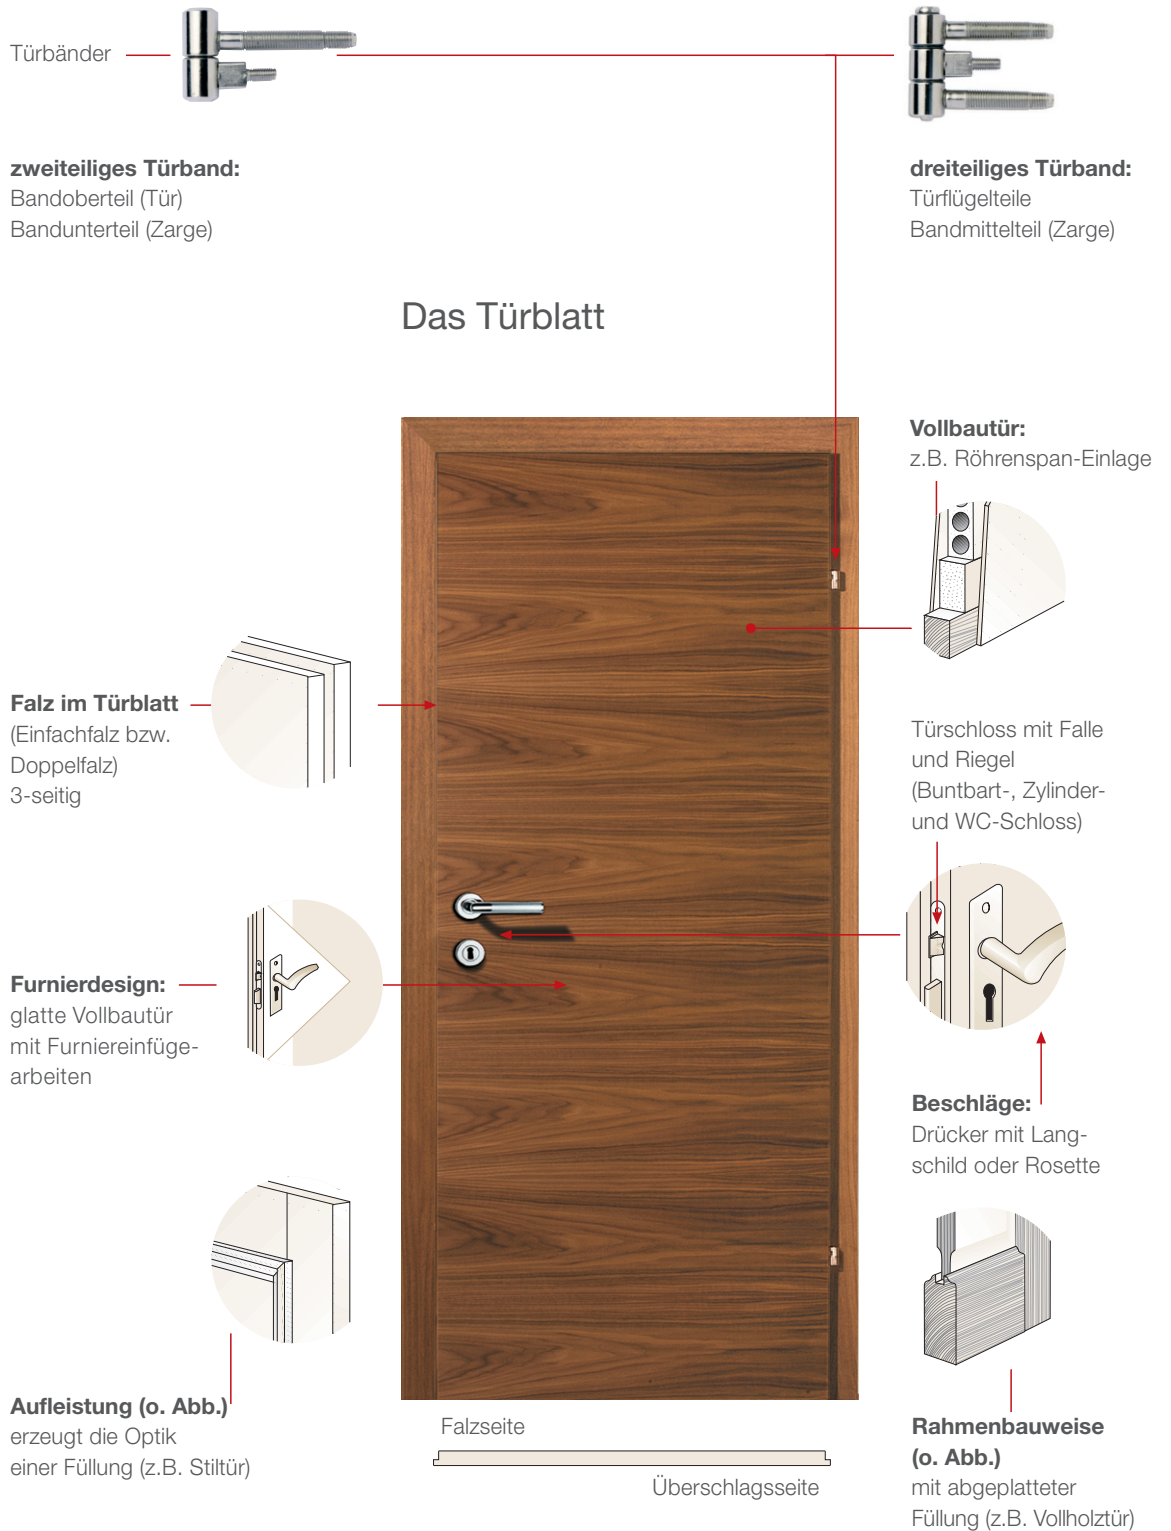 Türbänder
zweiteiliges Türband:
Bandoberteil (Tür)
Bandunterteil (Zarge)
dreiteiliges Türband:
Türflügelteile
Bandmittelteil (Zarge)
Das Türblatt
Vollbautür:
z.B. Röhrenspan-Einlage
Falz im Türblatt
(Einfachfalz bzw.
Doppelfalz)
3-seitig
Türschloss mit Falle
und Riegel
(Buntbart-, Zylinder-
und WC-Schloss)
Furnierdesign:
glatte Vollbautür
mit Furniereinfüge-
arbeiten
Beschläge:
Drücker mit Lang-
schild oder Rosette
Aufleistung (o. Abb.)
erzeugt die Optik
einer Füllung (z.B. Stiltür)
Falzseite
Überschlagsseite
Rahmenbauweise
(o. Abb.)
mit abgeplatteter
Füllung (z.B. Vollholztür)